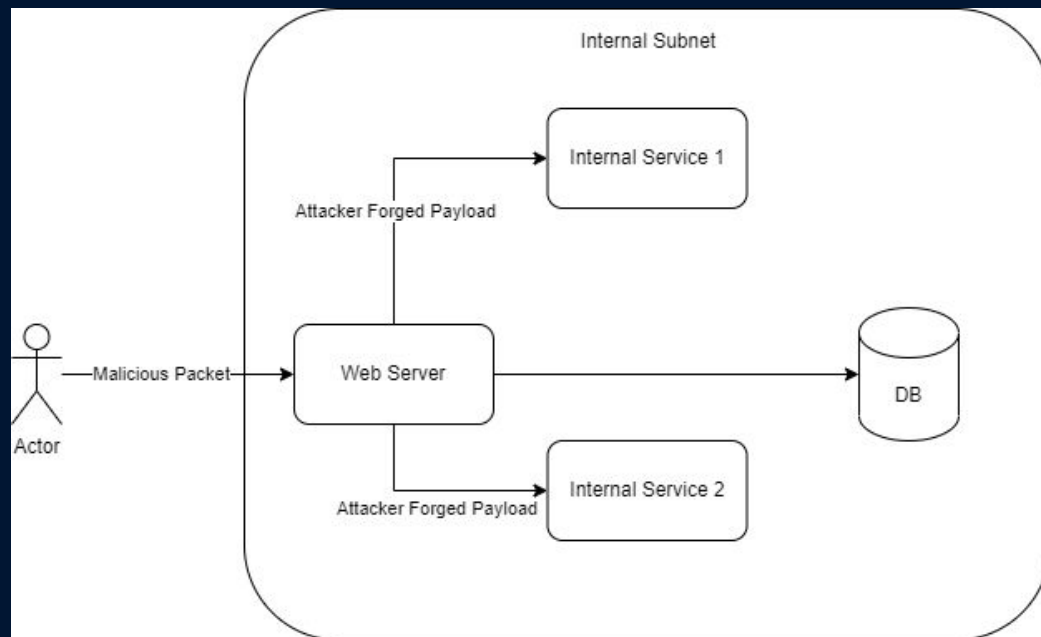 Internal Subnet
Internal Service 1
Attacker Forged Payload
Malicious Packet
Web Server
DB
Actor
Internal Service 2
Attacker Forged Payload